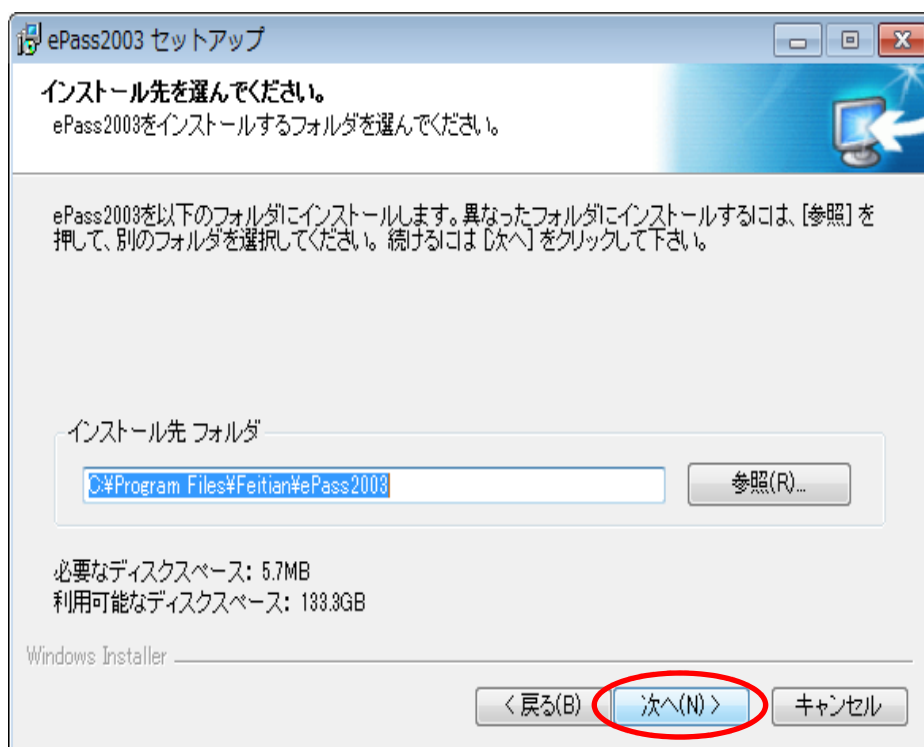 ePass2003 セットアップ
インストール先を選んでください。
ePass2003をインストールするフォルダを選んでください。
ePass2003を以下のフォルダにインストールします。異なったフォルダにインストールするには、[参照] を
押して、別のフォルダを選択してください。 続けるには [次へ] をクリックして下さい。
インストール先 フォルダ
C:¥Program Files¥Feitian¥ePass2003
参照(R)...
必要なディスクスペース: 5.7MB
利用可能なディスクスペース: 133.3GB
Windows Installer
< 戻る(B)
次へ(N) >
キャンセル